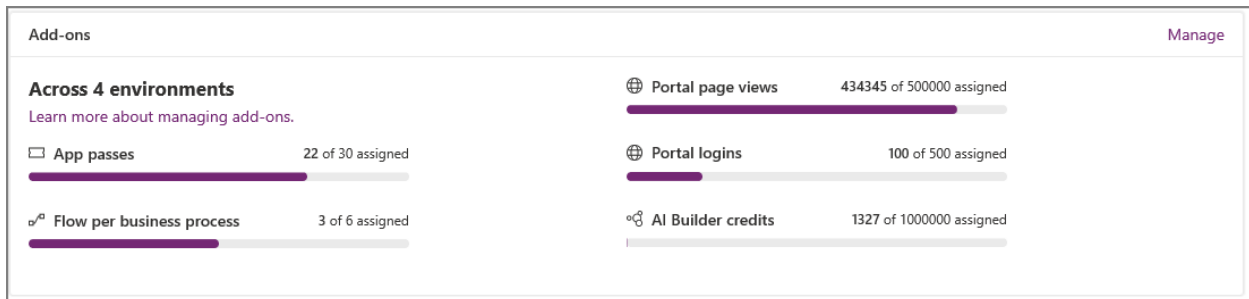 Add-ons
Manage
Across 4 environments
Learn more about managing add-ons.
App passes 22 of 30 assigned
Flow per business process 3 of 6 assigned
Portal page views 434345 of 500000 assigned
Portal logins 100 of 500 assigned
AI Builder credits 1327 of 1000000 assigned